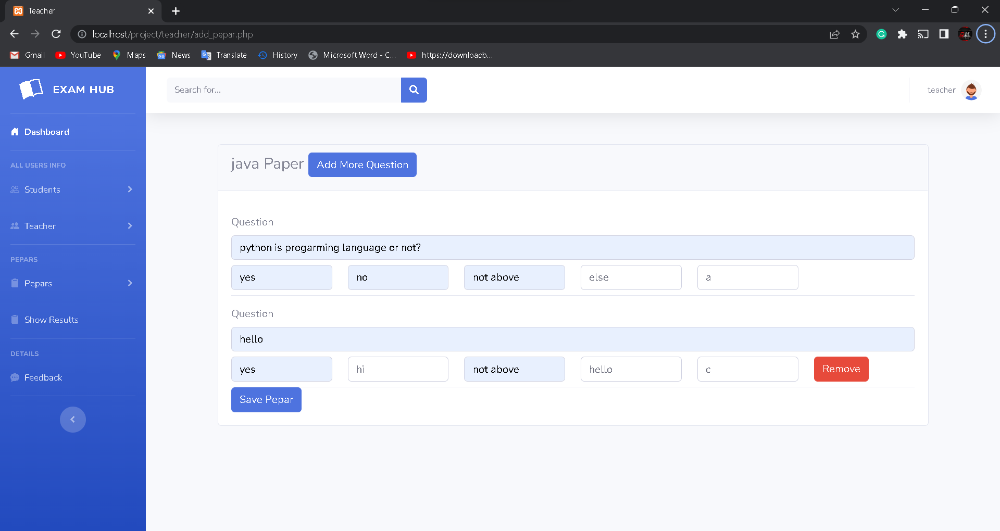 Teacher
localhost/project/teacher/add_pepar.php
Gmail YouTube Maps News Translate History Microsoft Word - C... https://downloadb...
EXAM HUB
Search for...
teacher
Dashboard
ALL USERS INFO
Students
Teacher
PEPARS
Pepars
Show Results
DETAILS
Feedback
java Paper Add More Question
Question
python is progarming language or not?
yes no not above else a
Question
hello
yes hi not above hello c Remove
Save Pepar